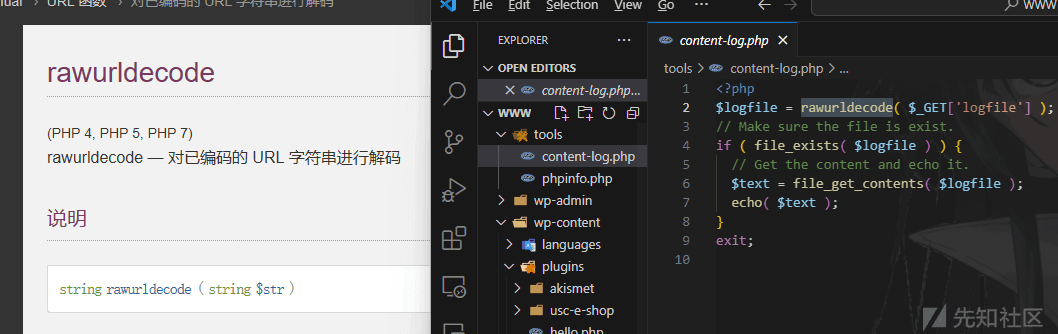 URL 函数 › 对已编码的 URL 字符串进行解码
rawurldecode
(PHP 4, PHP 5, PHP 7)
rawurldecode — 对已编码的 URL 字符串进行解码
说明
string rawurldecode ( string $str )
File Edit Selection View Go ···
EXPLORER ···
OPEN EDITORS
content-log.php...
WWW
tools
content-log.php
phpinfo.php
wp-admin
wp-content
languages
plugins
akismet
usc-e-shop
hello.php
WWW
content-log.php
tools > content-log.php > ...
1 <?php
2 $logfile = rawurldecode( $_GET['logfile'] );
3 // Make sure the file is exist.
4 if ( file_exists( $logfile ) ) {
5 // Get the content and echo it.
6 $text = file_get_contents( $logfile );
7 echo( $text );
8 }
9 exit;
10
先知社区